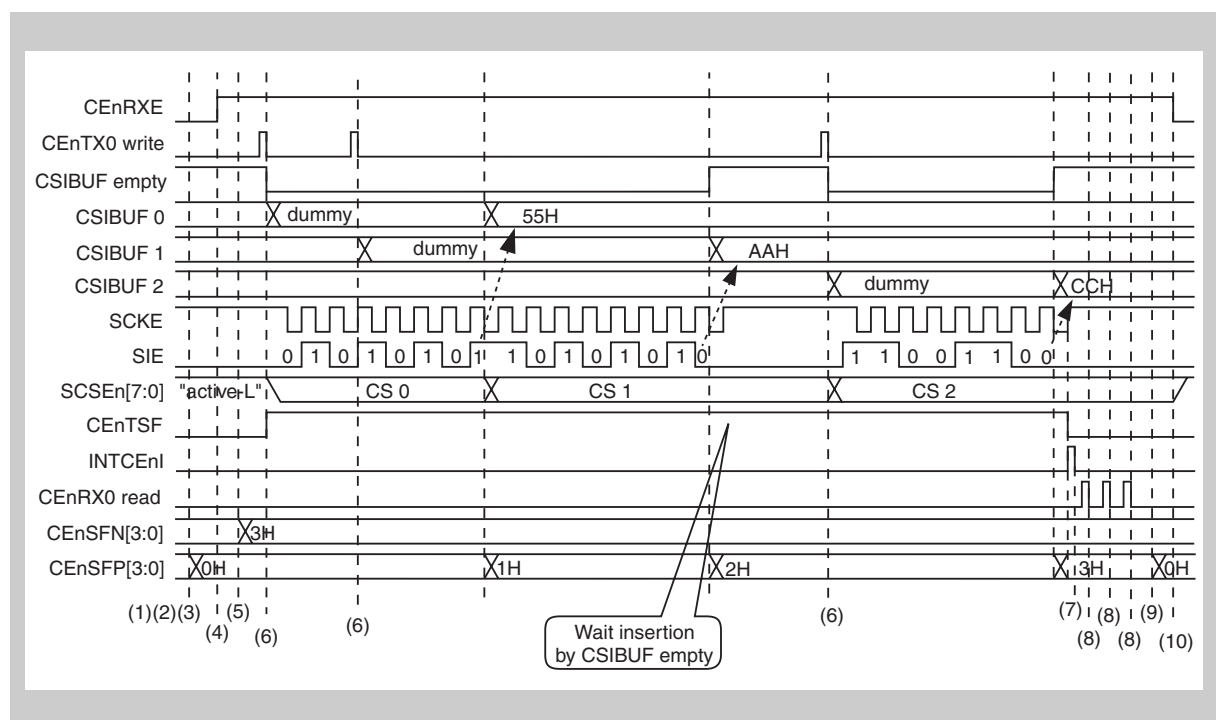 CEnRXE
CEnTX0 write
CSIBUF empty
CSIBUF 0 dummy 55H
CSIBUF 1 dummy AAH
CSIBUF 2 dummy CCH
SCKE
SIE 0 1 0 1 0 1 0 1 1 0 1 0 1 0 1 0 1 1 0 0 1 1 0 0
SCSEn[7:0] "active-L" CS 0 CS 1 CS 2
CEnTSF
INTCEnI
CEnRX0 read
CEnSFN[3:0] 3H
CEnSFP[3:0] 0H 1H 2H 3H 0H
(1)(2)(3) (4) (5) (6) (6) (6) (7) (8) (8) (8) (9) (10)
Wait insertion
by CSIBUF empty